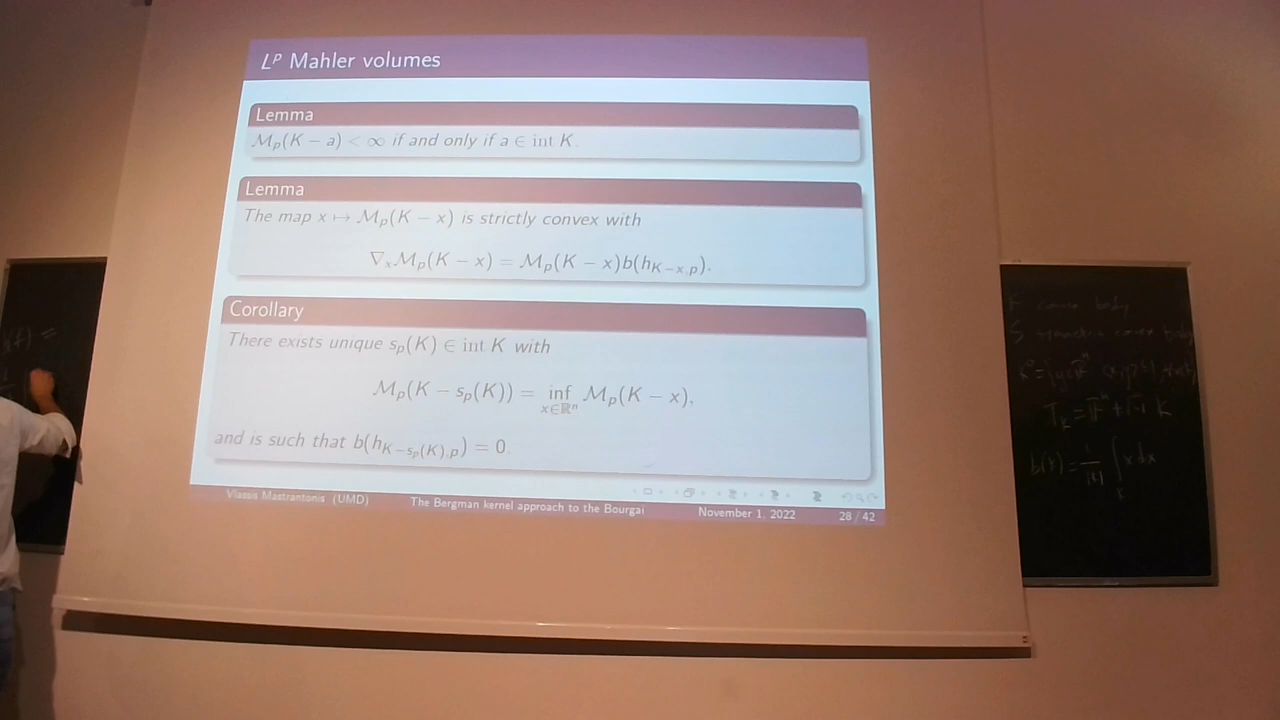 L^p Mahler volumes
Lemma
M_p(K − a) < ∞ if and only if a ∈ int K.
Lemma
The map x ↦ M_p(K − x) is strictly convex with
∇_x M_p(K − x) = M_p(K − x)b(h_{K−x,p}).
Corollary
There exists unique s_p(K) ∈ int K with
M_p(K − s_p(K)) = inf_{x∈ℝ^n} M_p(K − x),
and is such that b(h_{K−s_p(K),p}) = 0.
Vlassis Mastrantonis (UMD) The Bergman kernel approach to the Bourgai November 1, 2022 28 / 42
convex body
S symmetric convex body
b(K) = 1/|K| ∫_K x dx